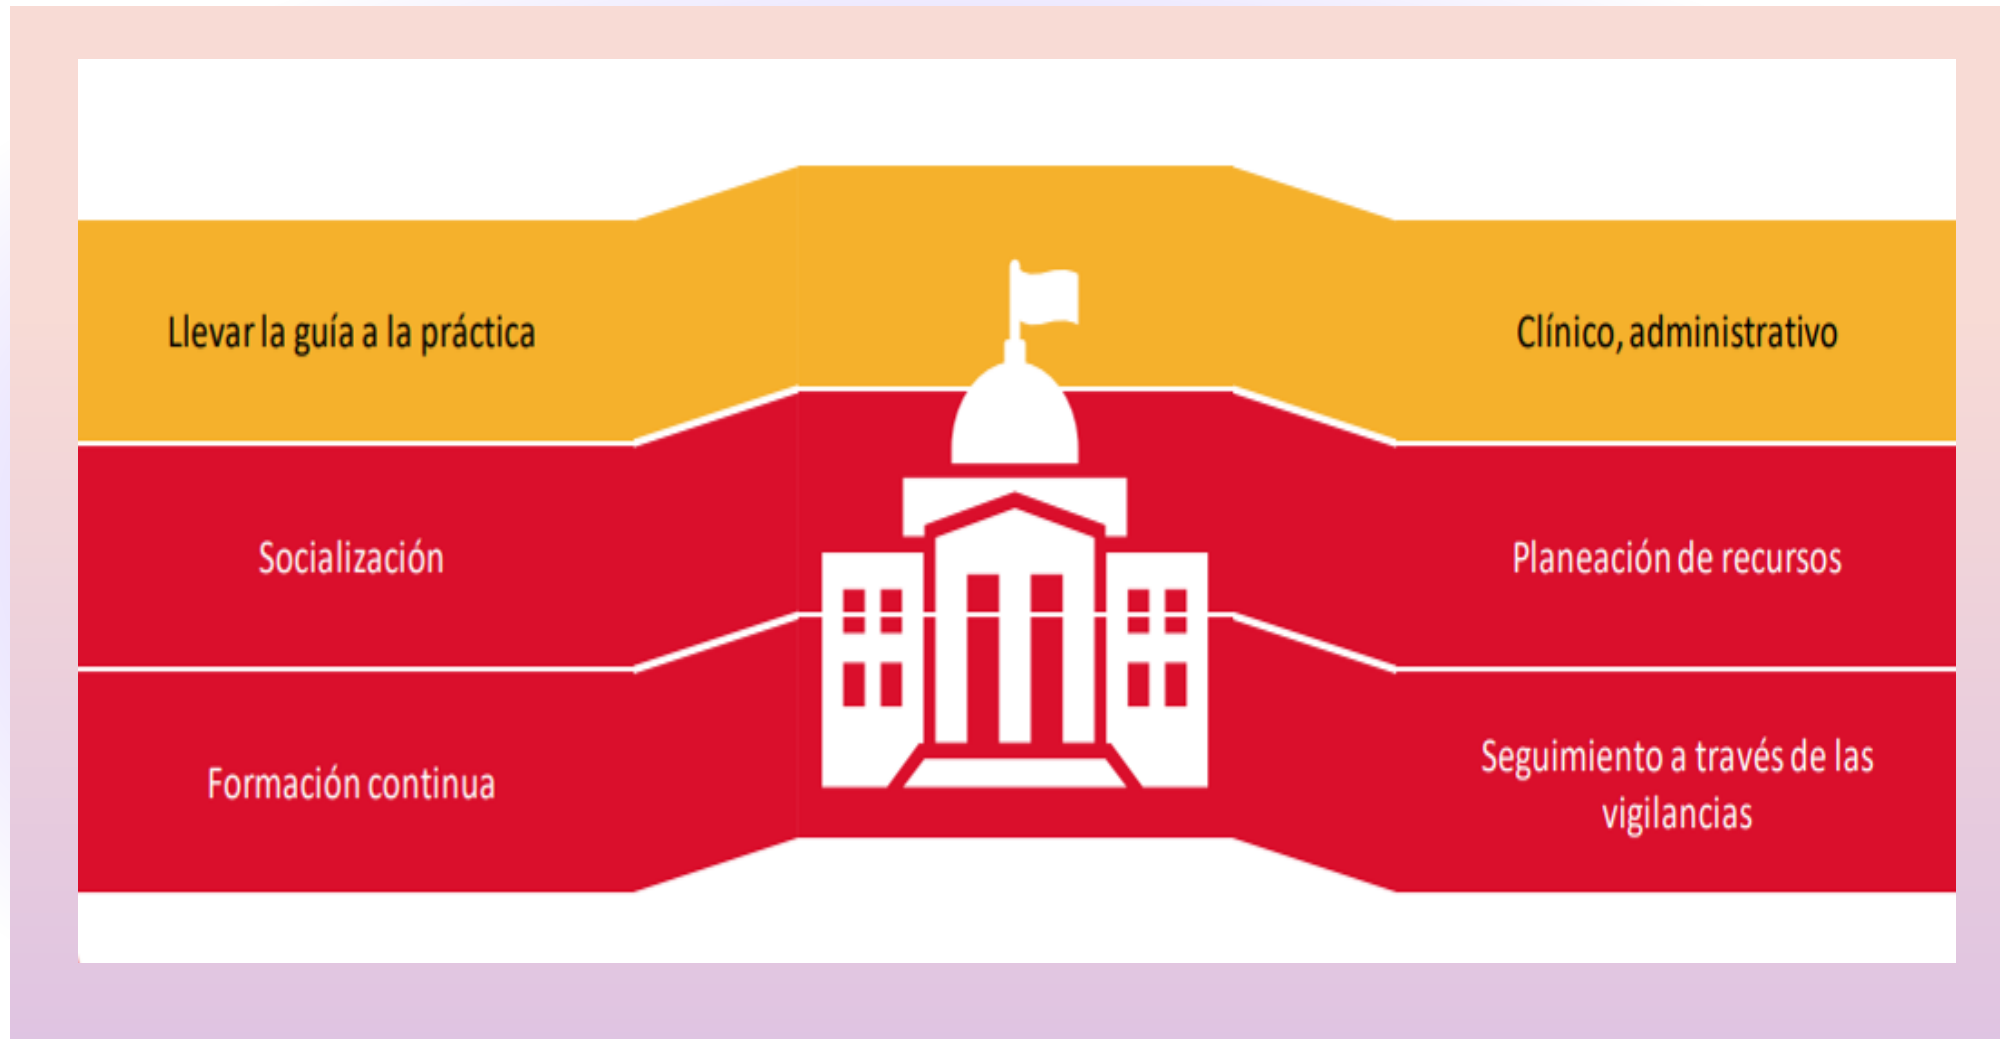 Llevar la guía a la práctica
Clínico, administrativo
Socialización
Planeación de recursos
Formación continua
Seguimiento a través de las
vigilancias